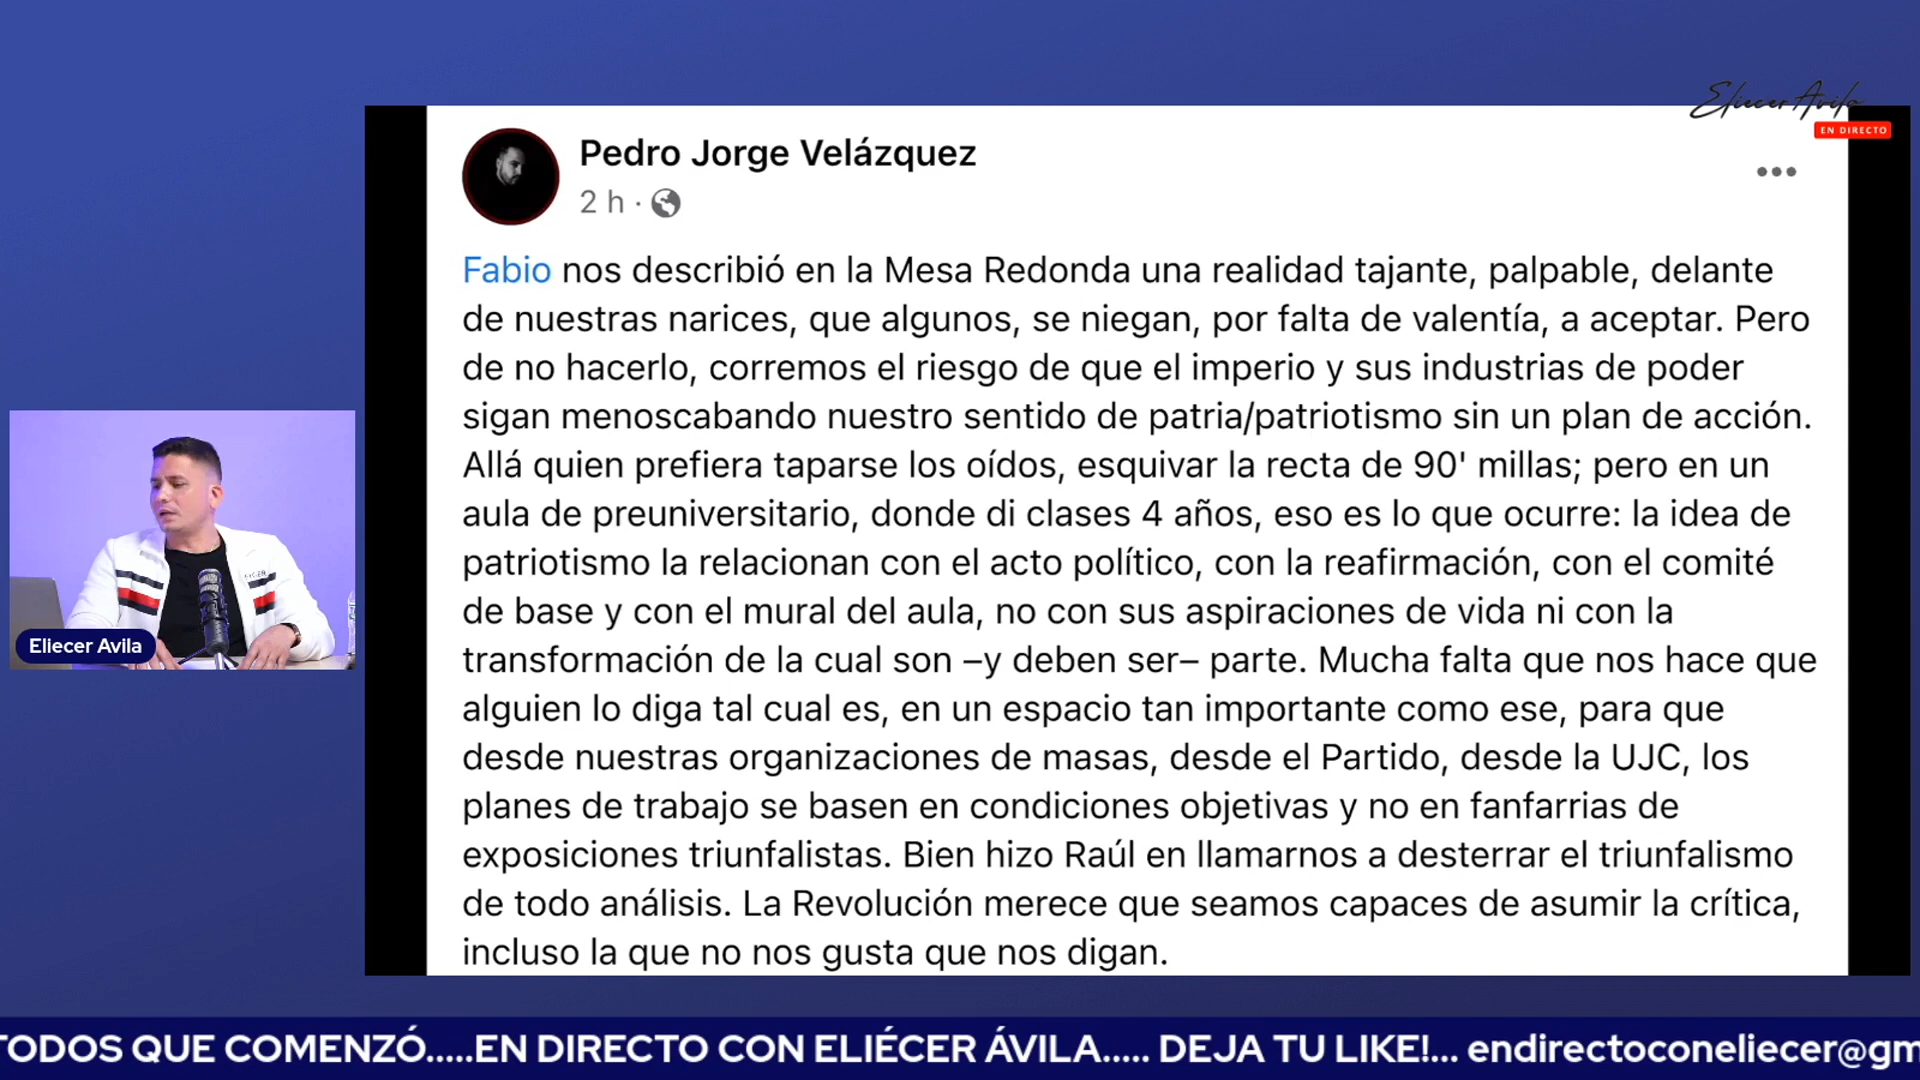 Eliecer Avila
EN DIRECTO
Pedro Jorge Velázquez
2 h ·
Fabio nos describió en la Mesa Redonda una realidad tajante, palpable, delante
de nuestras narices, que algunos, se niegan, por falta de valentía, a aceptar. Pero
de no hacerlo, corremos el riesgo de que el imperio y sus industrias de poder
sigan menoscabando nuestro sentido de patria/patriotismo sin un plan de acción.
Allá quien prefiera taparse los oídos, esquivar la recta de 90' millas; pero en un
aula de preuniversitario, donde di clases 4 años, eso es lo que ocurre: la idea de
patriotismo la relacionan con el acto político, con la reafirmación, con el comité
de base y con el mural del aula, no con sus aspiraciones de vida ni con la
transformación de la cual son –y deben ser– parte. Mucha falta que nos hace que
alguien lo diga tal cual es, en un espacio tan importante como ese, para que
desde nuestras organizaciones de masas, desde el Partido, desde la UJC, los
planes de trabajo se basen en condiciones objetivas y no en fanfarrias de
exposiciones triunfalistas. Bien hizo Raúl en llamarnos a desterrar el triunfalismo
de todo análisis. La Revolución merece que seamos capaces de asumir la crítica,
incluso la que no nos gusta que nos digan.
Eliecer Avila
TODOS QUE COMENZÓ.....EN DIRECTO CON ELIÉCER ÁVILA..... DEJA TU LIKE!... endirectoconeliecer@gm